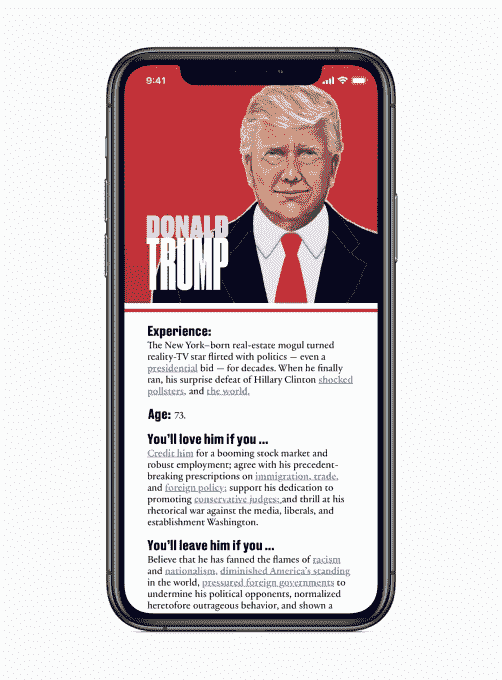 9:41
DONALD
TRUMP
Experience:
The New York–born real-estate mogul turned
reality-TV star flirted with politics — even a
presidential bid — for decades. When he finally
ran, his surprise defeat of Hillary Clinton shocked
pollsters, and the world.
Age: 73.
You'll love him if you ...
Credit him for a booming stock market and
robust employment; agree with his precedent-
breaking prescriptions on immigration, trade,
and foreign policy; support his dedication to
promoting conservative judges; and thrill at his
rhetorical war against the media, liberals, and
establishment Washington.
You'll leave him if you ...
Believe that he has fanned the flames of racism
and nationalism, diminished America's standing
in the world, pressured foreign governments to
undermine his political opponents, normalized
heretofore outrageous behavior, and shown a